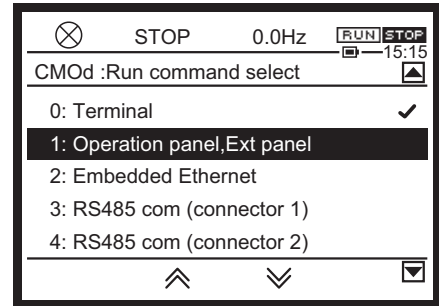 STOP 0.0Hz RUN STOP
15:15
CMOd :Run command select
0: Terminal
1: Operation panel,Ext panel
2: Embedded Ethernet
3: RS485 com (connector 1)
4: RS485 com (connector 2)